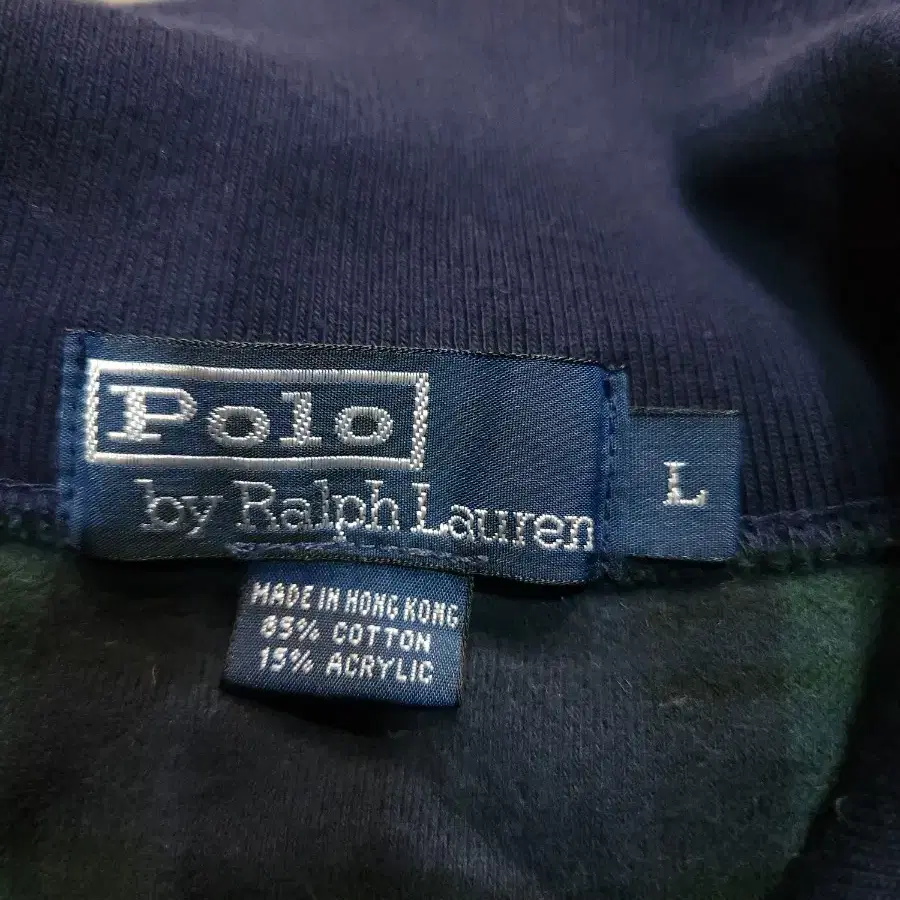 Polo
by Ralph Lauren
L
MADE IN HONG KONG
85% COTTON
15% ACRYLIC